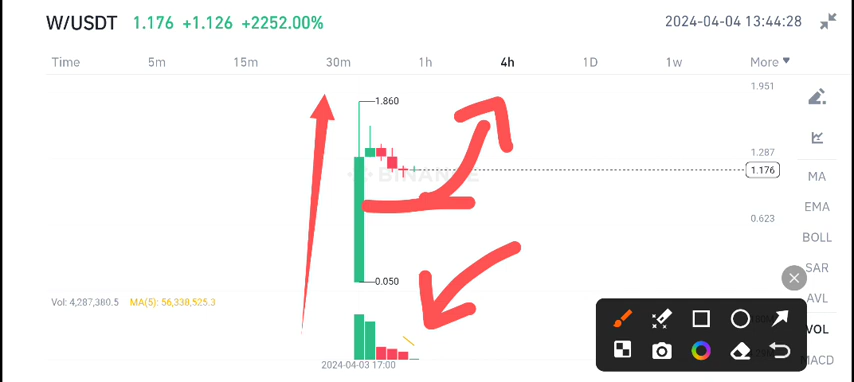 W/USDT 1.176 +1.126 +2252.00% 2024-04-04 13:44:28
Time 5m 15m 30m 1h 4h 1D 1w More
1.951
1.860
1.287
BINANCE
1.176
MA
EMA
0.623
BOLL
SAR
0.050
AVL
Vol: 4,287,380.5 MA(5): 56,338,525.3
VOL
MACD
2024-04-03 17:00